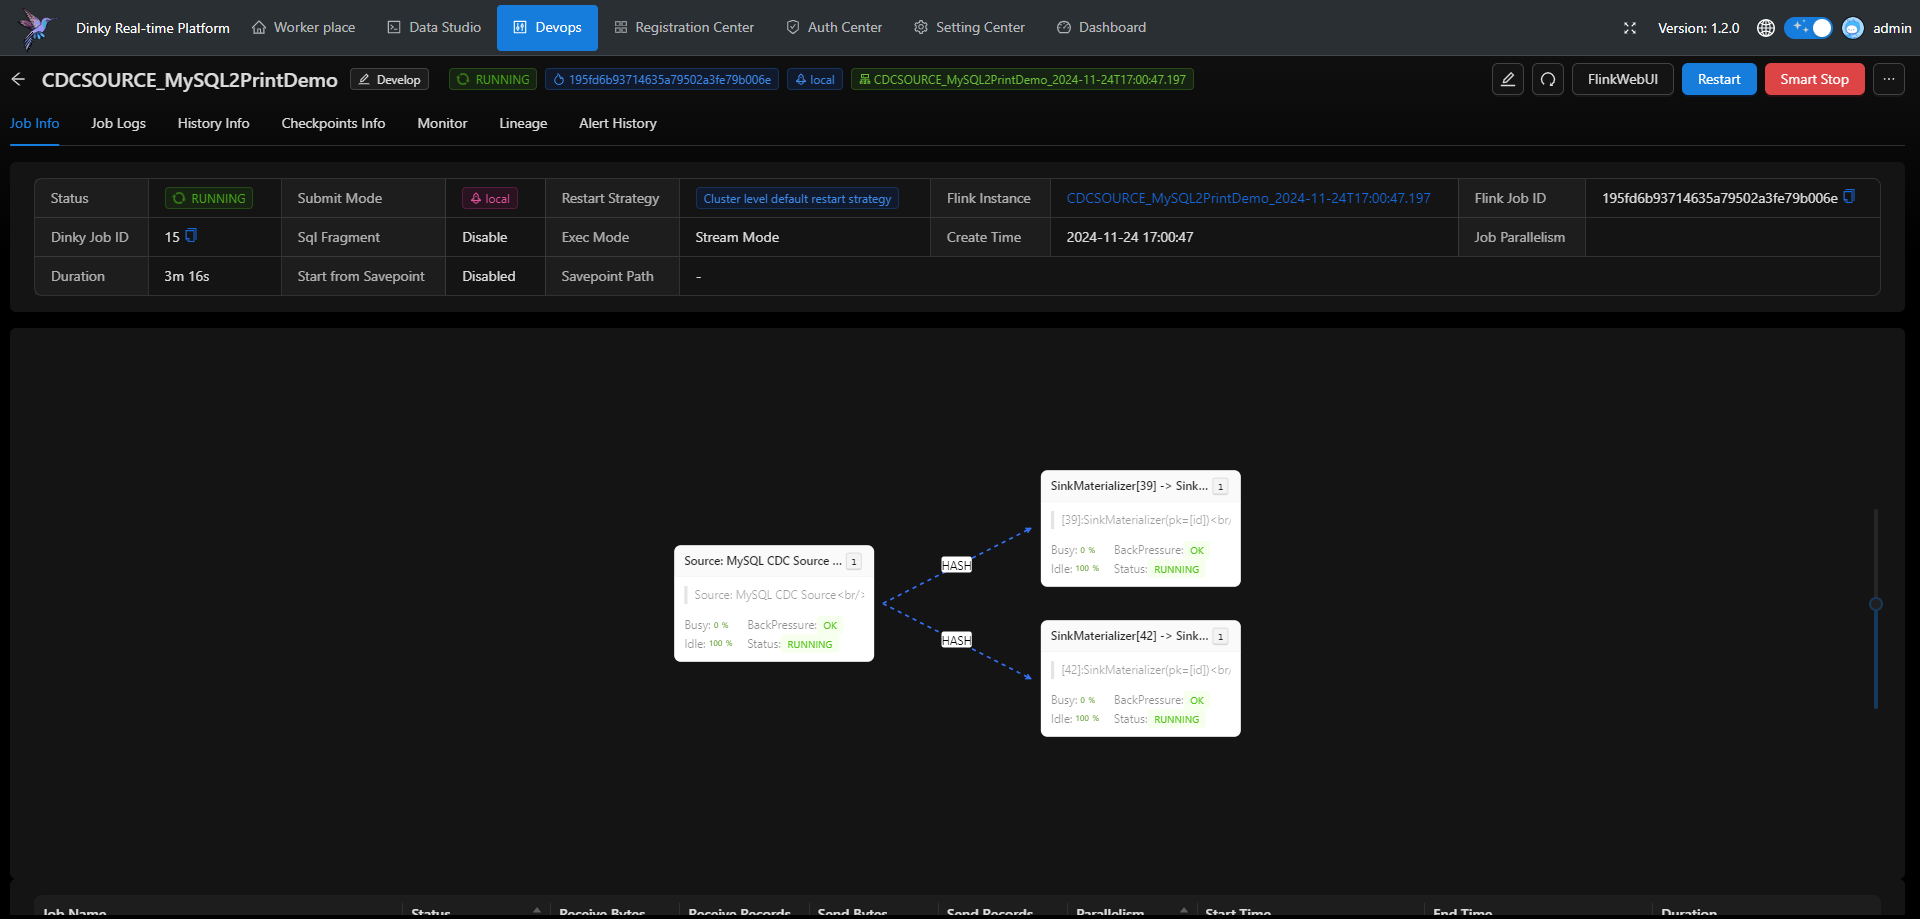 Dinky Real-time Platform Worker place Data Studio Devops Registration Center Auth Center Setting Center Dashboard Version: 1.2.0 admin
CDCSOURCE_MySQL2PrintDemo Develop RUNNING 195fd6b93714635a79502a3fe79b006e local CDCSOURCE_MySQL2PrintDemo_2024-11-24T17:00:47.197 FlinkWebUI Restart Smart Stop ...
Job Info Job Logs History Info Checkpoints Info Monitor Lineage Alert History
Status RUNNING Submit Mode local Restart Strategy Cluster level default restart strategy Flink Instance CDCSOURCE_MySQL2PrintDemo_2024-11-24T17:00:47.197 Flink Job ID 195fd6b93714635a79502a3fe79b006e
Dinky Job ID 15 Sql Fragment Disable Exec Mode Stream Mode Create Time 2024-11-24 17:00:47 Job Parallelism
Duration 3m 16s Start from Savepoint Disabled Savepoint Path -
SinkMaterializer[39] -> Sink... 1
[39]:SinkMaterializer(pk=[id])<br/
Busy: 0 % BackPressure: OK
Idle: 100 % Status: RUNNING
HASH
Source: MySQL CDC Source ... 1
Source: MySQL CDC Source<br/>
Busy: 0 % BackPressure: OK
Idle: 100 % Status: RUNNING
HASH
SinkMaterializer[42] -> Sink... 1
[42]:SinkMaterializer(pk=[id])<br/
Busy: 0 % BackPressure: OK
Idle: 100 % Status: RUNNING
Job Name Status Receive Bytes Receive Records Send Bytes Send Records Parallelism Start Time End Time Duration